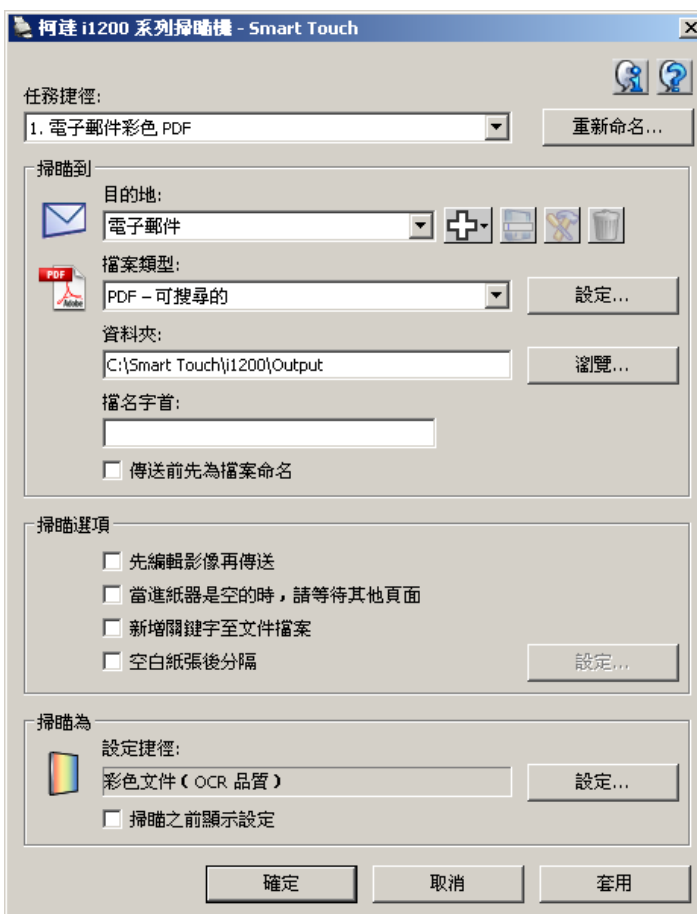 柯達 i1200 系列掃瞄機 - Smart Touch
任務捷徑:
1. 電子郵件彩色 PDF
重新命名...
掃瞄到
目的地:
電子郵件
檔案類型:
PDF
Adobe
PDF – 可搜尋的
設定...
資料夾:
C:\Smart Touch\i1200\Output
瀏覽...
檔名字首:
傳送前先為檔案命名
掃瞄選項
先編輯影像再傳送
當進紙器是空的時，請等待其他頁面
新增關鍵字至文件檔案
空白紙張後分隔
設定...
掃瞄為
設定捷徑:
彩色文件（OCR 品質）
設定...
掃瞄之前顯示設定
確定
取消
套用